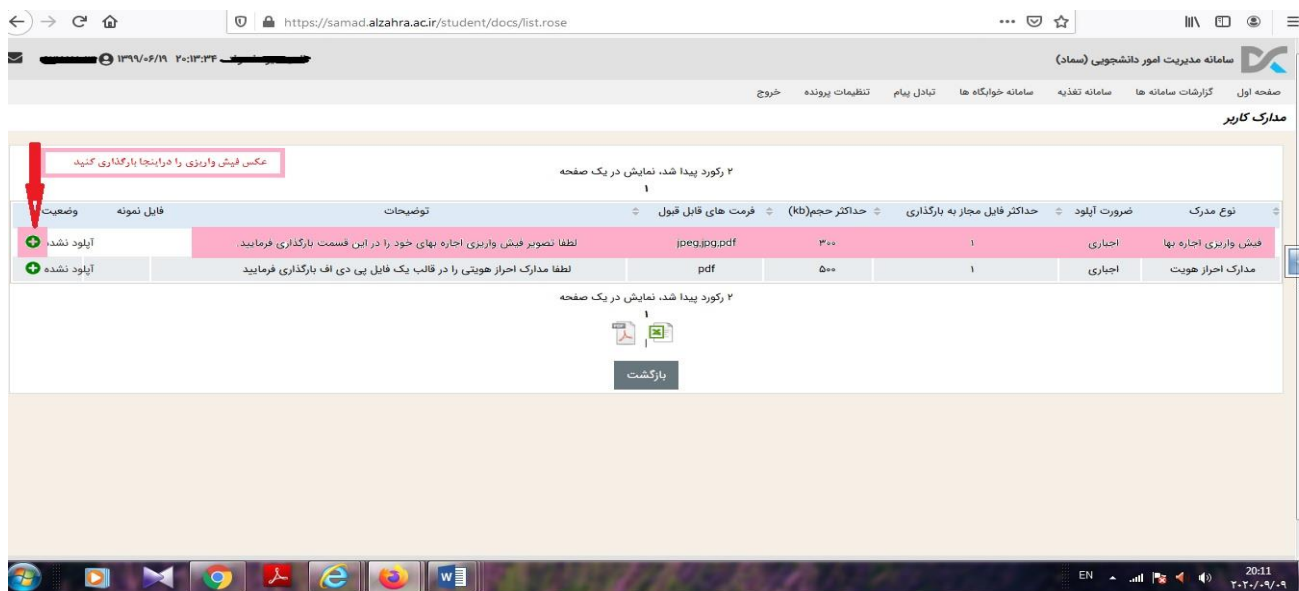 https://samad.alzahra.ac.ir/student/docs/list.rose
سامانه مدیریت امور دانشجویی (سماد)
۱۳۹۹/۰۶/۱۹ ۲۰:۱۳:۳۴
صفحه اول گزارشات سامانه ها سامانه تغذیه سامانه خوابگاه ها تبادل پیام تنظیمات پرونده خروج
مدارک کاربر
عکس فیش واریزی را دراینجا بارگذاری کنید
۲ رکورد پیدا شد، نمایش در یک صفحه
۱
نوع مدرک ضرورت آپلود حداکثر فایل مجاز به بارگذاری حداکثر حجم(kb) فرمت های قابل قبول توضیحات فایل نمونه وضعیت
فیش واریزی اجاره بها اجباری ۱ ۳۰۰ jpeg,jpg,pdf لطفا تصویر فیش واریزی اجاره بهای خود را در این قسمت بارگذاری فرمایید. آپلود نشده
مدارک احراز هویت اجباری ۱ ۵۰۰ pdf لطفا مدارک احراز هویتی را در قالب یک فایل پی دی اف بارگذاری فرمایید آپلود نشده
۲ رکورد پیدا شد، نمایش در یک صفحه
۱
بازگشت
EN 20:11
۲۰۲۰/۰۹/۰۹